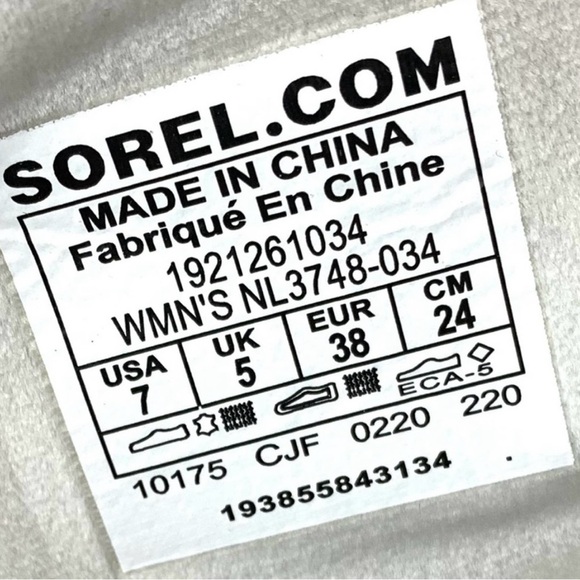 SOREL.COM
MADE IN CHINA
Fabriqué En Chine
1921261034
WMN'S NL3748-034
USA UK EUR CM
7 5 38 24
ECA-5
10175 CJF 0220 220
193855843134